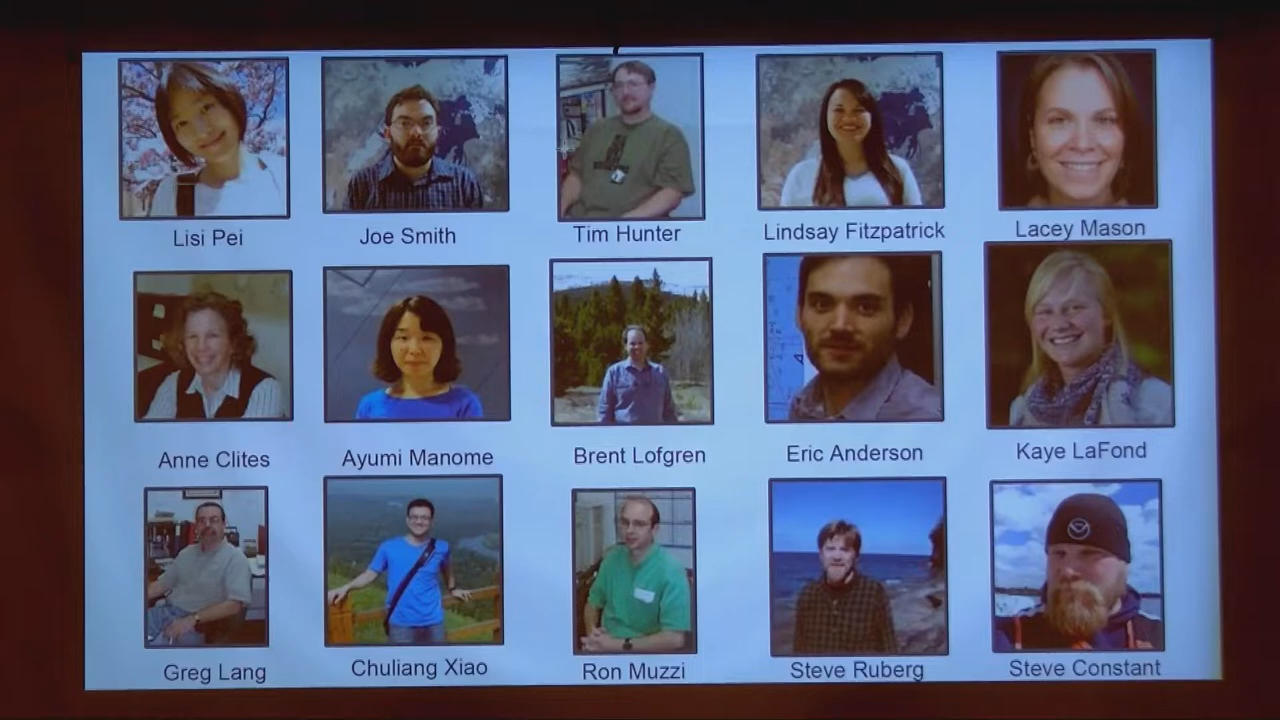 Lisi Pei
Joe Smith
Tim Hunter
Lindsay Fitzpatrick
Lacey Mason
Anne Clites
Ayumi Manome
Brent Lofgren
Eric Anderson
Kaye LaFond
Greg Lang
Chuliang Xiao
Ron Muzzi
Steve Ruberg
Steve Constant